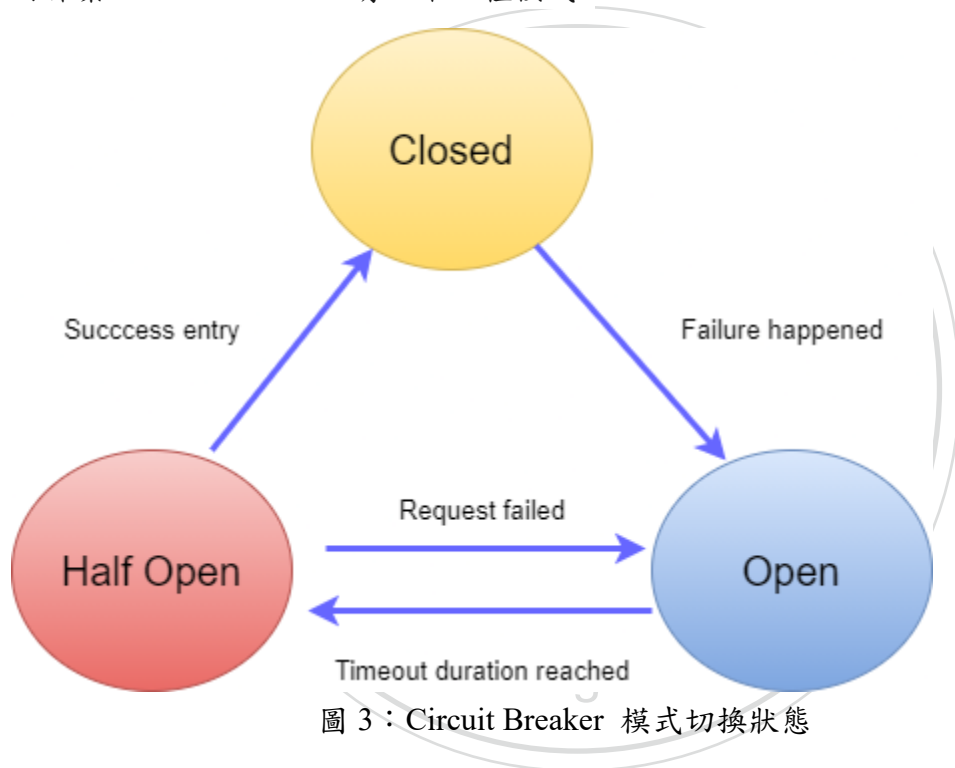 Closed
Succcess entry
Failure happened
Request failed
Half Open
Open
Timeout duration reached
圖 3：Circuit Breaker 模式切換狀態